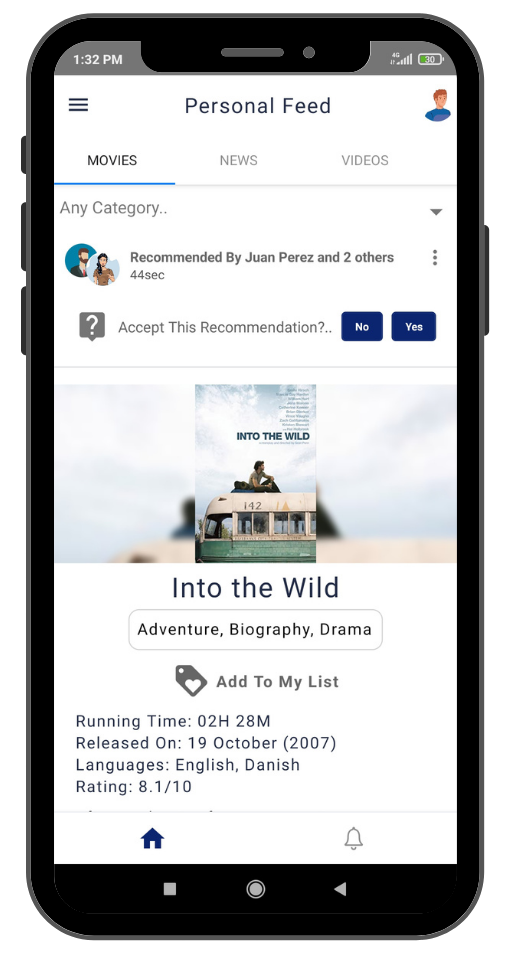 1:32 PM
4G
30
Personal Feed
MOVIES
NEWS
VIDEOS
Any Category..
Recommended By Juan Perez and 2 others
44sec
Accept This Recommendation?..
No
Yes
INTO THE WILD
142
Into the Wild
Adventure, Biography, Drama
Add To My List
Running Time: 02H 28M
Released On: 19 October (2007)
Languages: English, Danish
Rating: 8.1/10